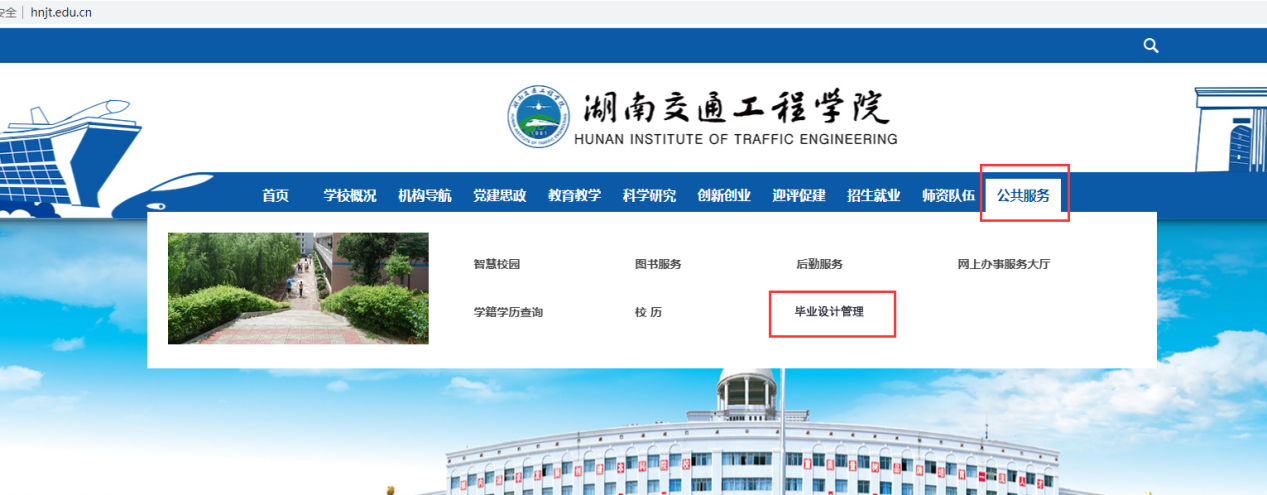 安全 | hnjt.edu.cn
湖南交通工程学院
HUNAN INSTITUTE OF TRAFFIC ENGINEERING
首页 学校概况 机构导航 党建思政 教育教学 科学研究 创新创业 迎评促建 招生就业 师资队伍 公共服务
智慧校园 图书服务 后勤服务 网上办事服务大厅
学籍学历查询 校 历 毕业设计管理